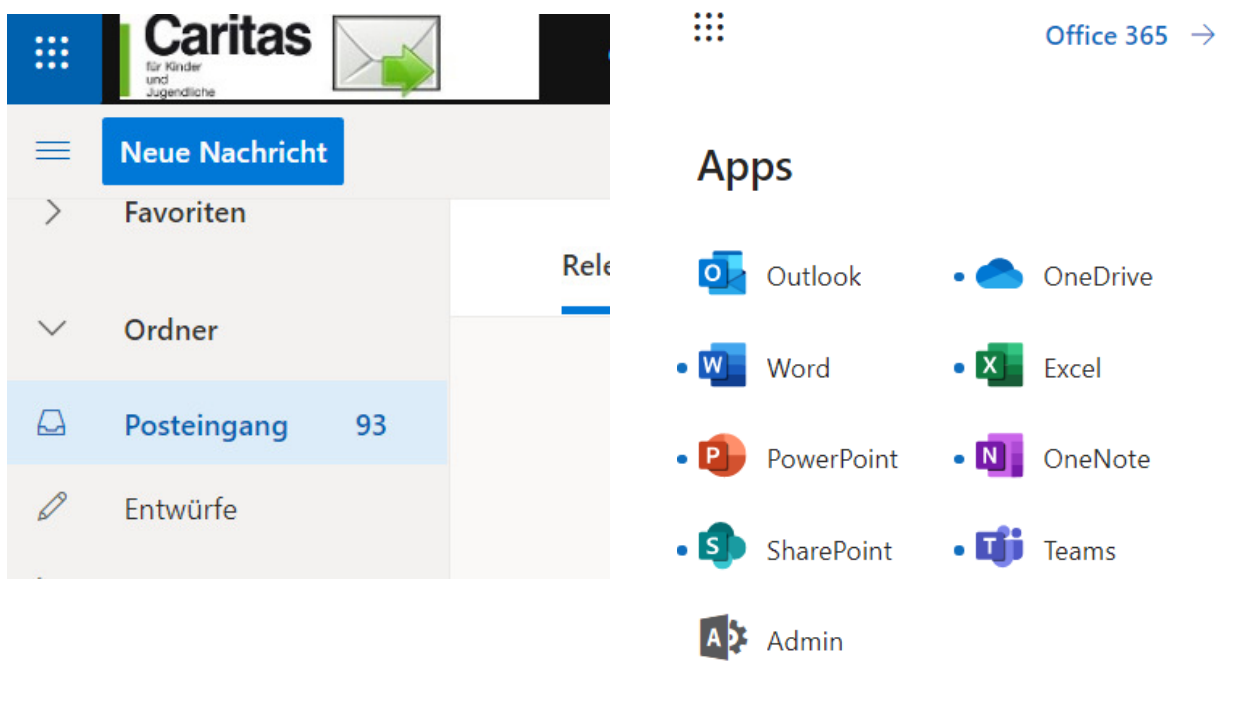 Caritas
für Kinder
und
Jugendliche
Neue Nachricht
Favoriten
Rele
Ordner
Posteingang 93
Entwürfe
Office 365
Apps
Outlook
OneDrive
Word
Excel
PowerPoint
OneNote
SharePoint
Teams
Admin